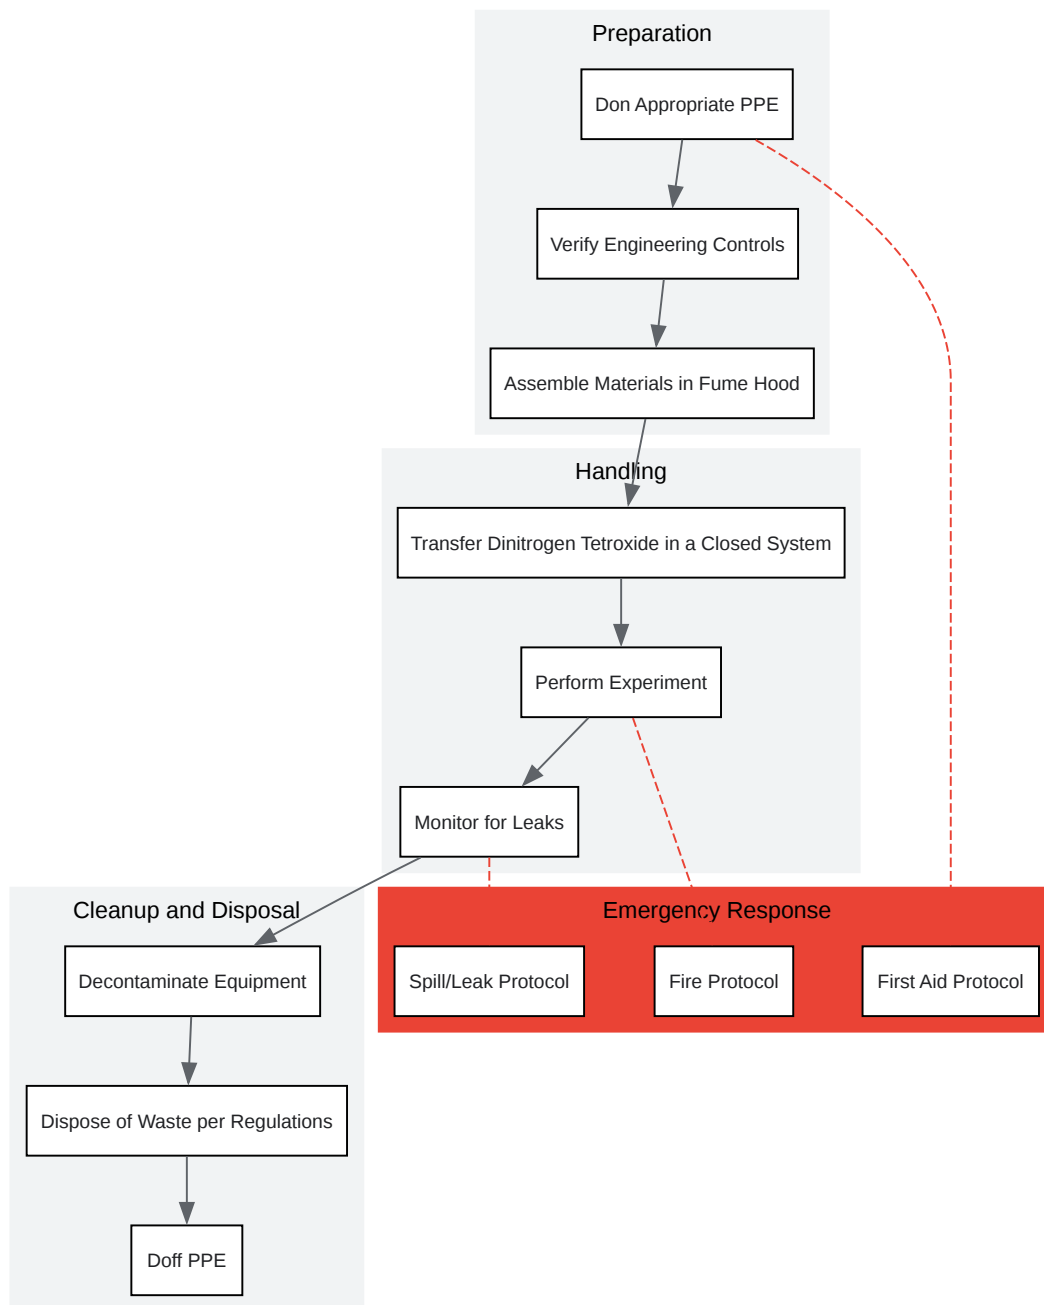 Preparation
Don Appropriate PPE
Verify Engineering Controls
Assemble Materials in Fume Hood
Handling
Transfer Dinitrogen Tetroxide in a Closed System
Perform Experiment
Monitor for Leaks
Cleanup and Disposal
Decontaminate Equipment
Dispose of Waste per Regulations
Doff PPE
Emergency Response
Spill/Leak Protocol
Fire Protocol
First Aid Protocol